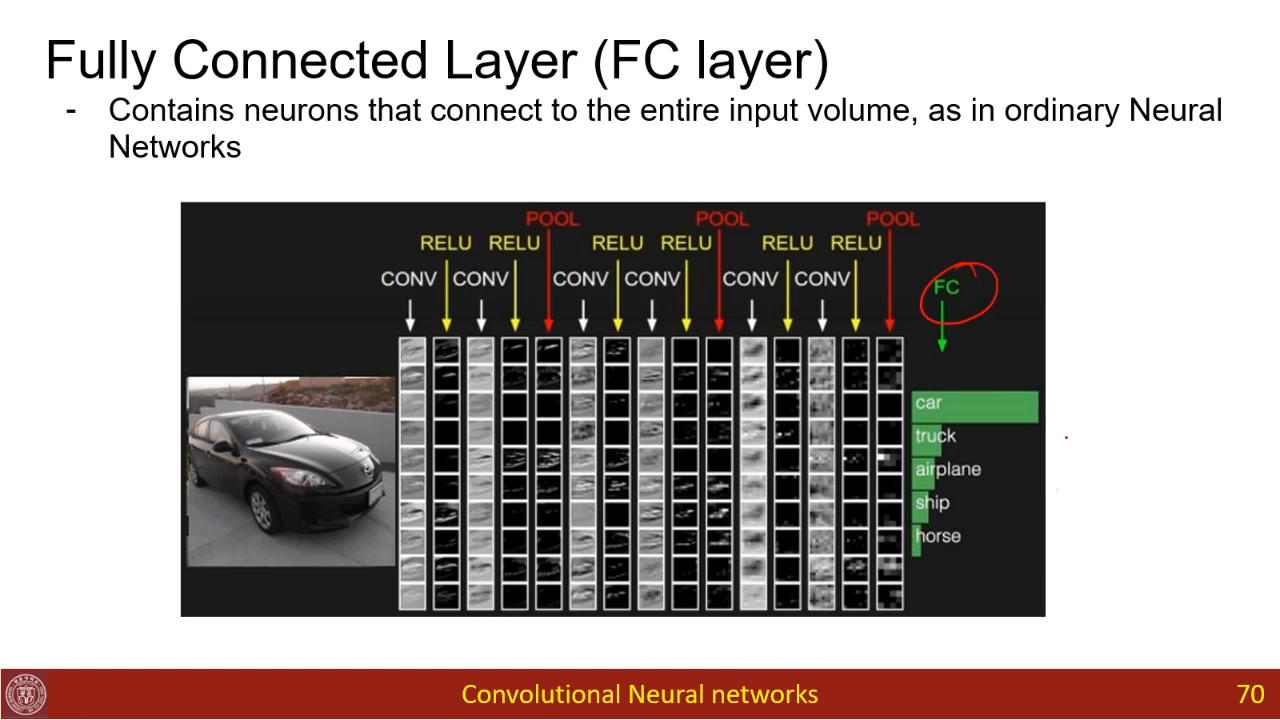 Fully Connected Layer (FC layer)
- Contains neurons that connect to the entire input volume, as in ordinary Neural
Networks
POOL POOL POOL
RELU RELU RELU RELU RELU RELU
CONV CONV CONV CONV CONV CONV
FC
car
truck
airplane
ship
horse
Convolutional Neural networks
70